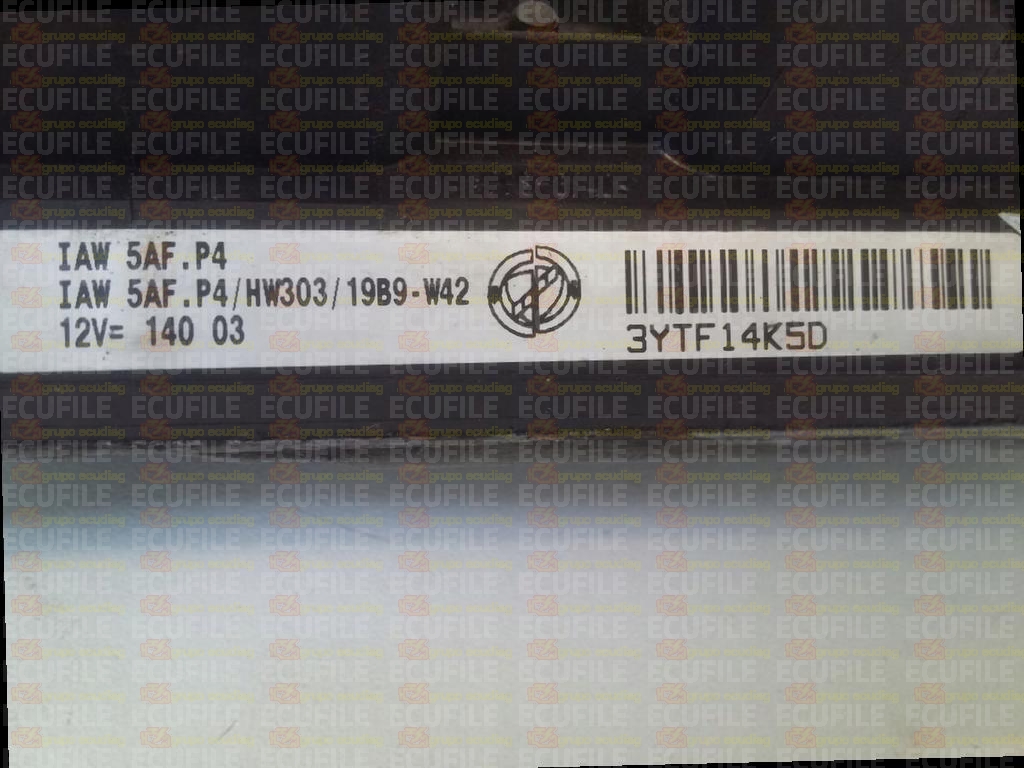 IAW 5AF.P4
IAW 5AF.P4/HW303/19B9-W42
12V= 140 03
3YTF14K5D
ECUFILE
grupo ecudiag